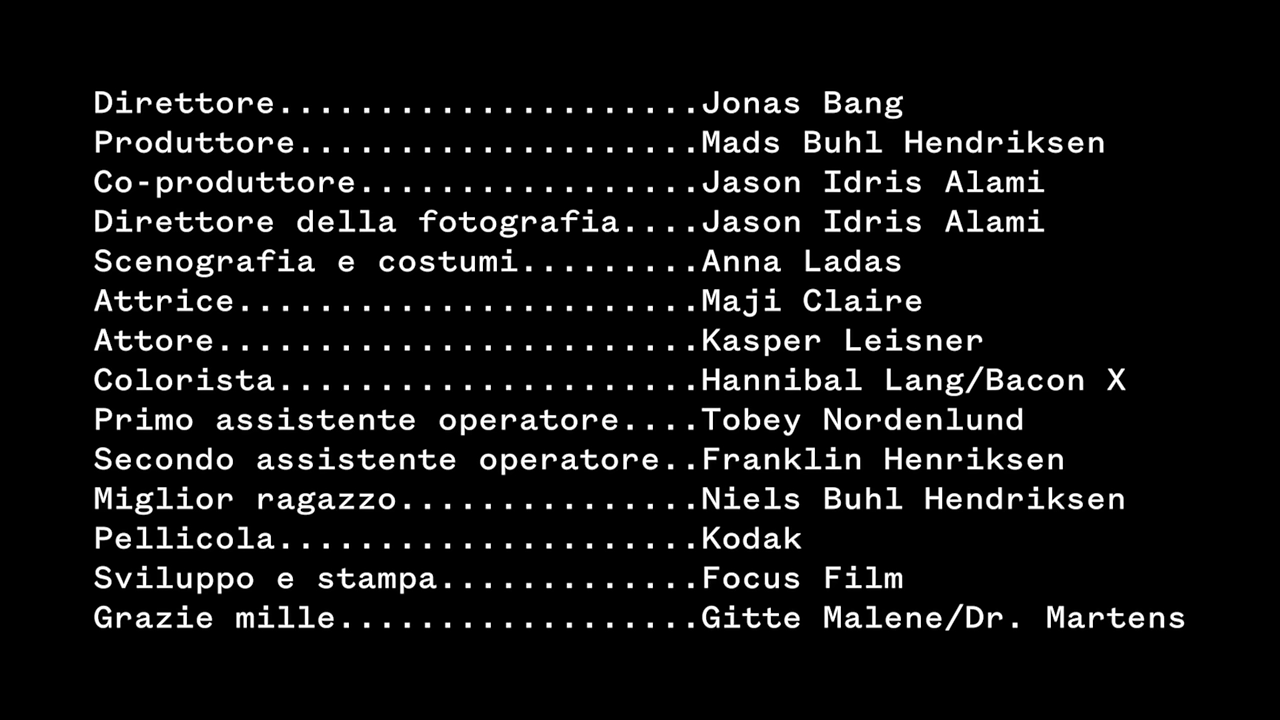 Direttore.....................Jonas Bang
Produttore....................Mads Buhl Hendriksen
Co-produttore.................Jason Idris Alami
Direttore della fotografia....Jason Idris Alami
Scenografia e costumi.........Anna Ladas
Attrice.......................Maji Claire
Attore........................Kasper Leisner
Colorista.....................Hannibal Lang/Bacon X
Primo assistente operatore....Tobey Nordenlund
Secondo assistente operatore..Franklin Henriksen
Miglior ragazzo...............Niels Buhl Hendriksen
Pellicola.....................Kodak
Sviluppo e stampa.............Focus Film
Grazie mille..................Gitte Malene/Dr. Martens